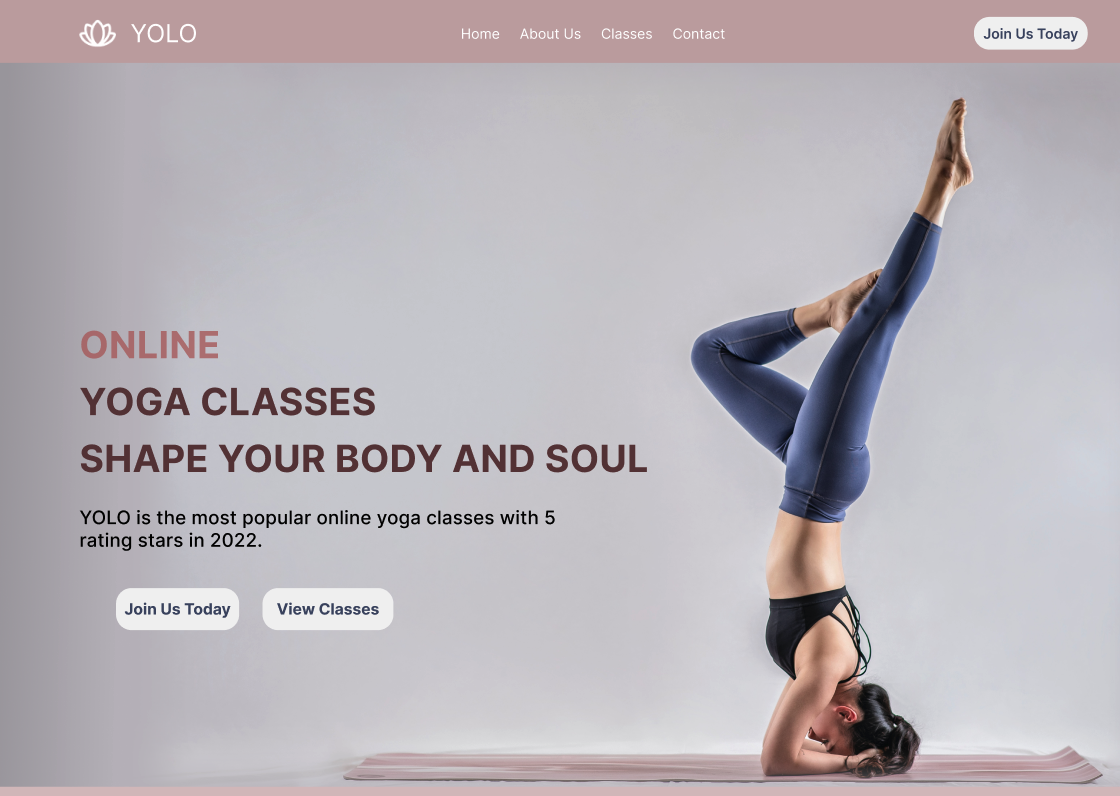 YOLO
Home About Us Classes Contact
Join Us Today
ONLINE
YOGA CLASSES
SHAPE YOUR BODY AND SOUL
YOLO is the most popular online yoga classes with 5
rating stars in 2022.
Join Us Today
View Classes